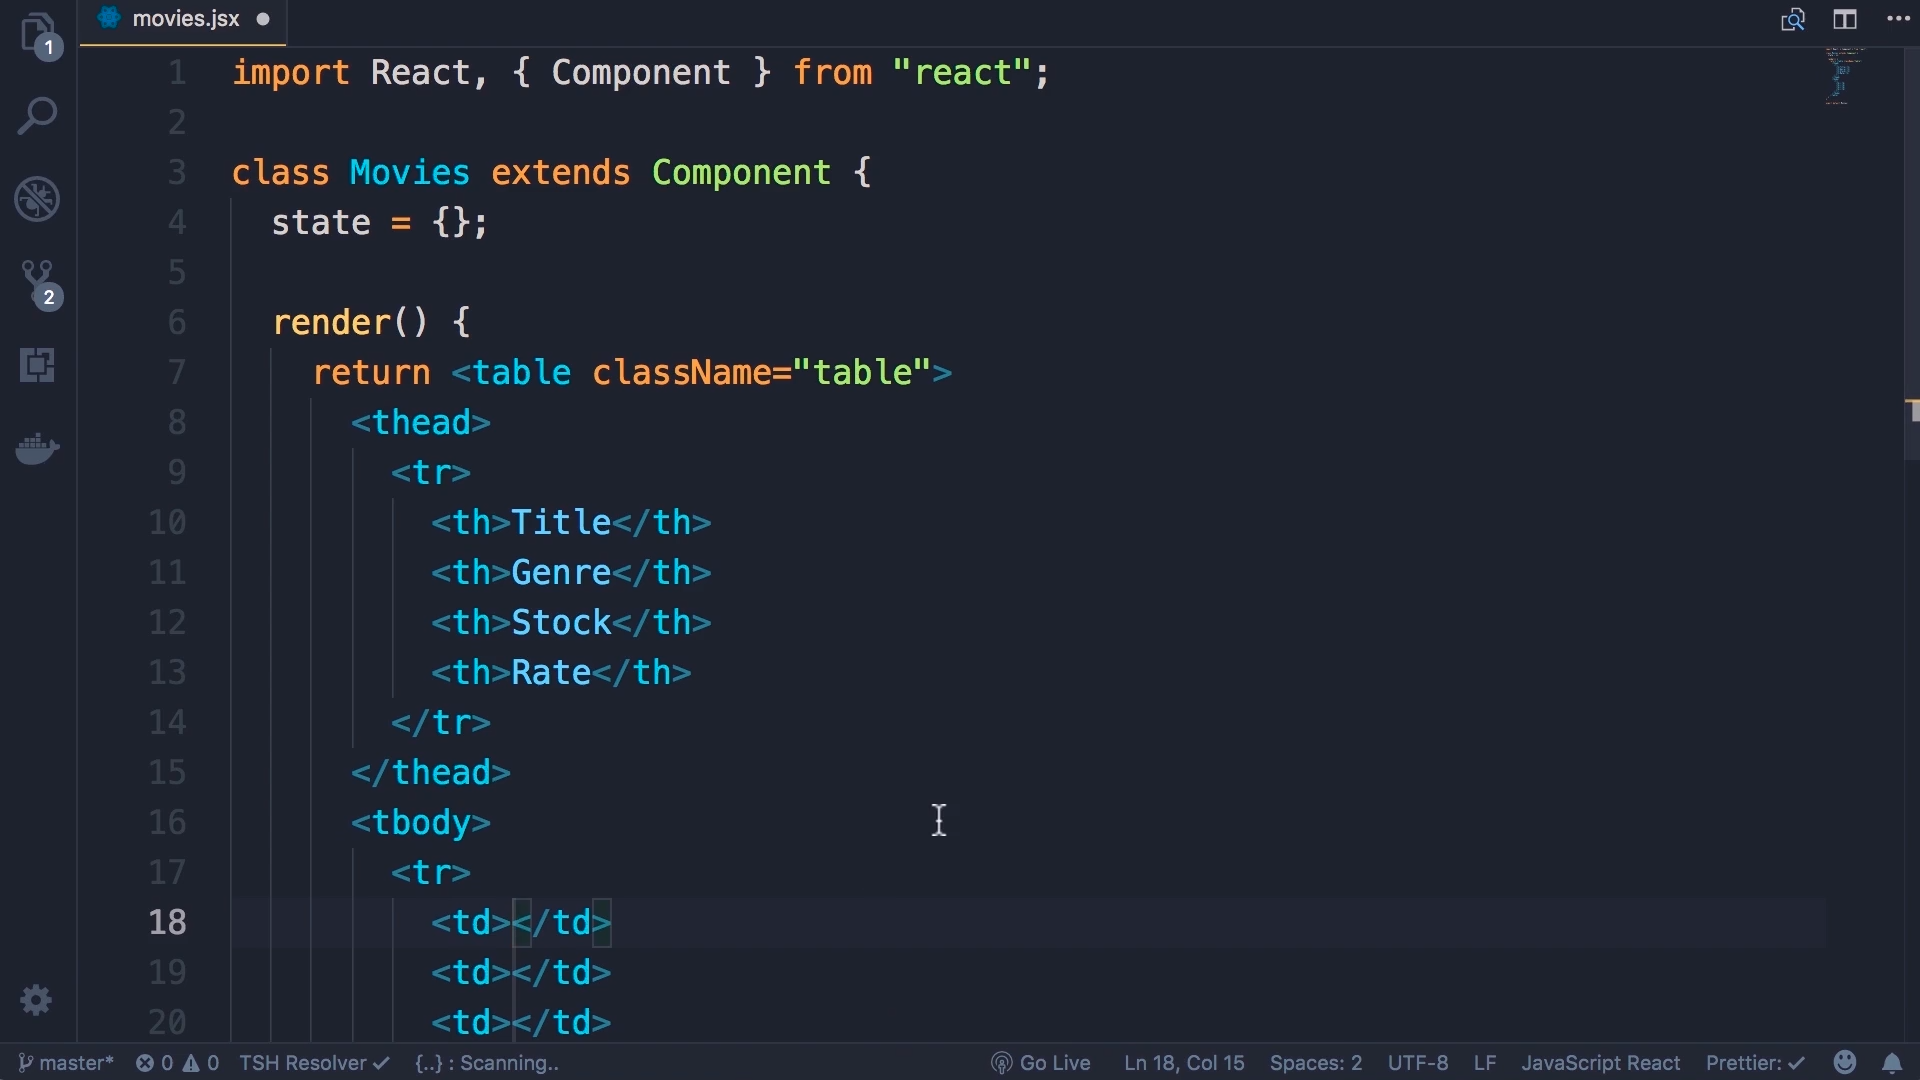 movies.jsx
1 import React, { Component } from "react";
2
3 class Movies extends Component {
4 state = {};
5
6 render() {
7 return <table className="table">
8 <thead>
9 <tr>
10 <th>Title</th>
11 <th>Genre</th>
12 <th>Stock</th>
13 <th>Rate</th>
14 </tr>
15 </thead>
16 <tbody>
17 <tr>
18 <td></td>
19 <td></td>
20 <td></td>
1
2
master* 0 0 TSH Resolver ✓ {..} : Scanning.. Go Live Ln 18, Col 15 Spaces: 2 UTF-8 LF JavaScript React Prettier: ✓